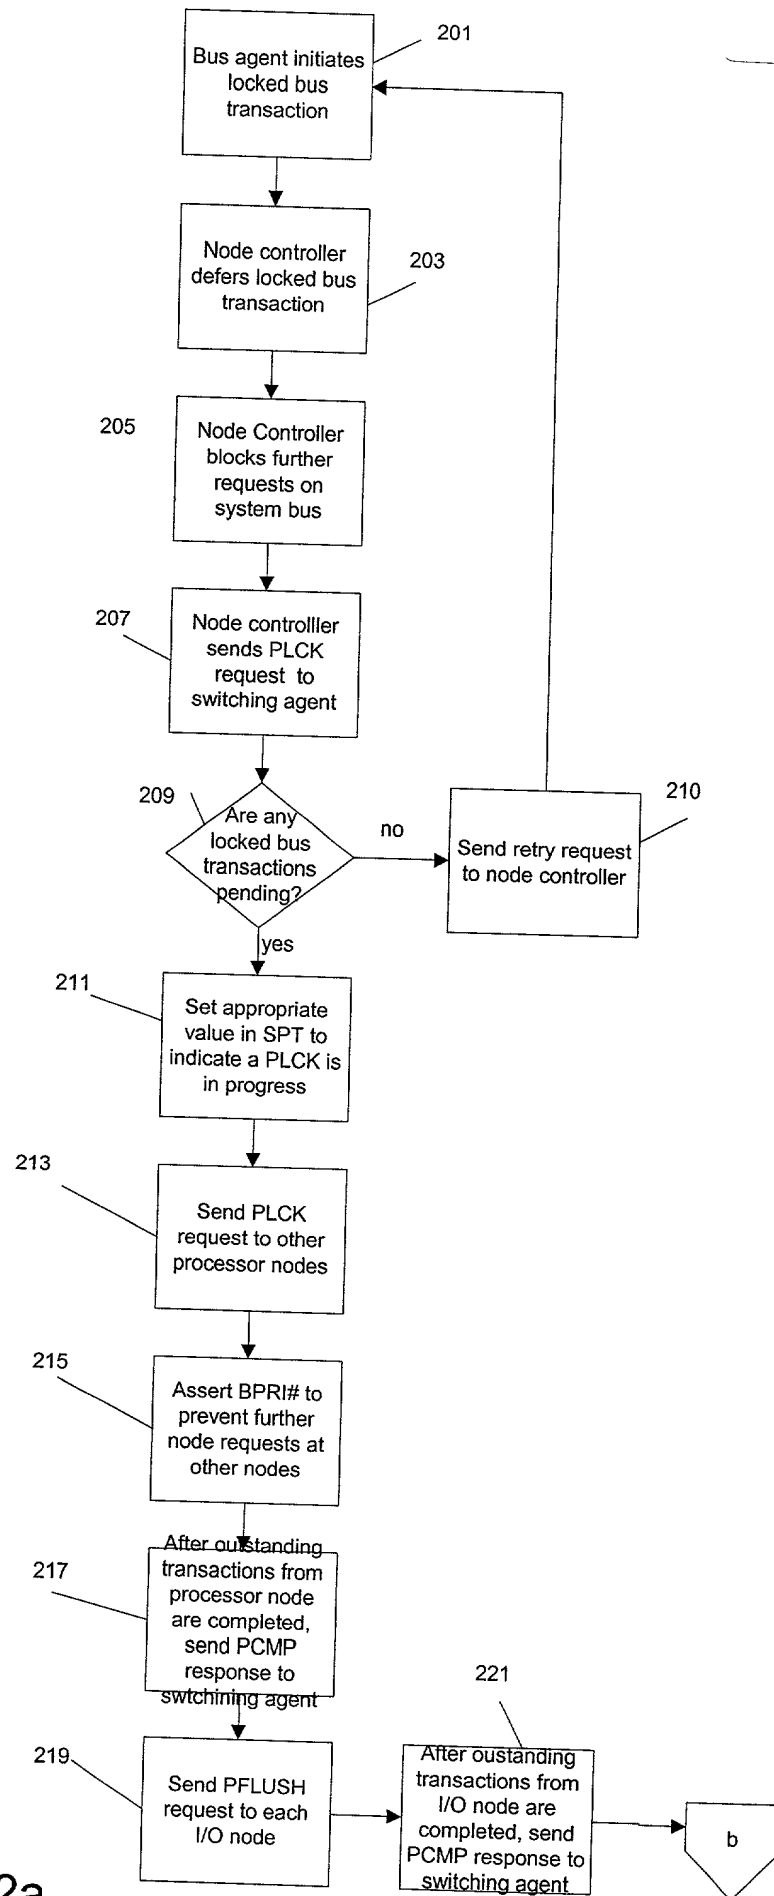 201
Bus agent initiates
locked bus
transaction
203
Node controller
defers locked bus
transaction
205
Node Controller
blocks further
requests on
system bus
207
Node controlller
sends PLCK
request to
switching agent
209
Are any
locked bus
transactions
pending?
no
210
Send retry request
to node controller
yes
211
Set appropriate
value in SPT to
indicate a PLCK is
in progress
213
Send PLCK
request to other
processor nodes
215
Assert BPRI# to
prevent further
node requests at
other nodes
217
After outstanding
transactions from
processor node
are completed,
send PCMP
response to
swtchining agent
219
Send PFLUSH
request to each
I/O node
221
After oustanding
transactions from
I/O node are
completed, send
PCMP response to
switching agent
b
2a